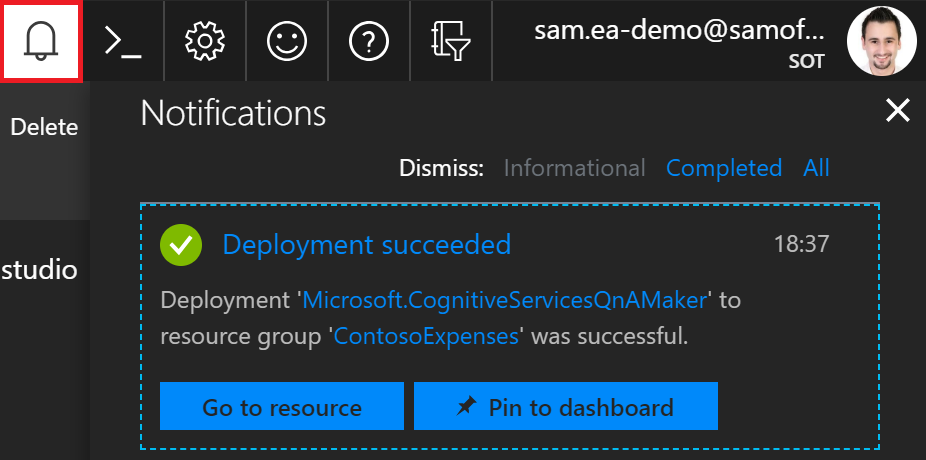 sam.ea-demo@samof...
SOT
Delete
Notifications
Dismiss: Informational Completed All
studio
Deployment succeeded 18:37
Deployment 'Microsoft.CognitiveServicesQnAMaker' to
resource group 'ContosoExpenses' was successful.
Go to resource Pin to dashboard